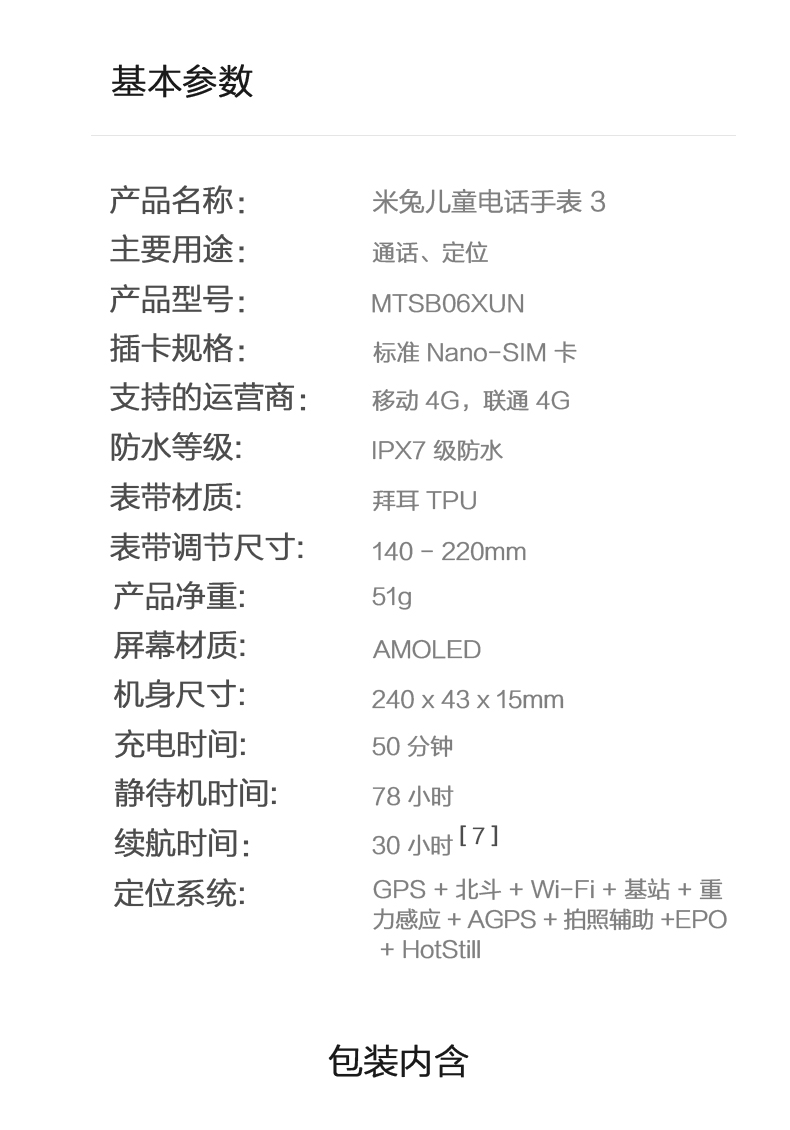 基本参数
产品名称： 米兔儿童电话手表 3
主要用途： 通话、定位
产品型号： MTSB06XUN
插卡规格： 标准 Nano-SIM 卡
支持的运营商： 移动 4G，联通 4G
防水等级: IPX7 级防水
表带材质: 拜耳 TPU
表带调节尺寸: 140 - 220mm
产品净重: 51g
屏幕材质: AMOLED
机身尺寸: 240 x 43 x 15mm
充电时间: 50 分钟
静待机时间: 78 小时
续航时间： 30 小时 [ 7 ]
定位系统: GPS + 北斗 + Wi-Fi + 基站 + 重
力感应 + AGPS + 拍照辅助 +EPO
+ HotStill
包装内含